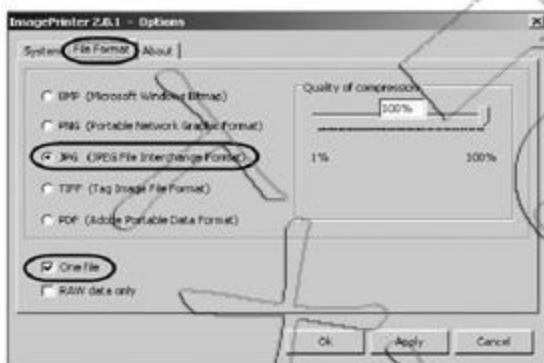 ImagePrinter 2.0.1 - Options
System File Format About
BMP (Microsoft Windows Bitmap)
PNG (Portable Network Graphic Format)
JPG (JPEG File Interchange Format)
TIFF (Tag Image File Format)
PDF (Adobe Portable Data Format)
Quality of compression
100%
1% 100%
One file
RAW data only
Ok Apply Cancel